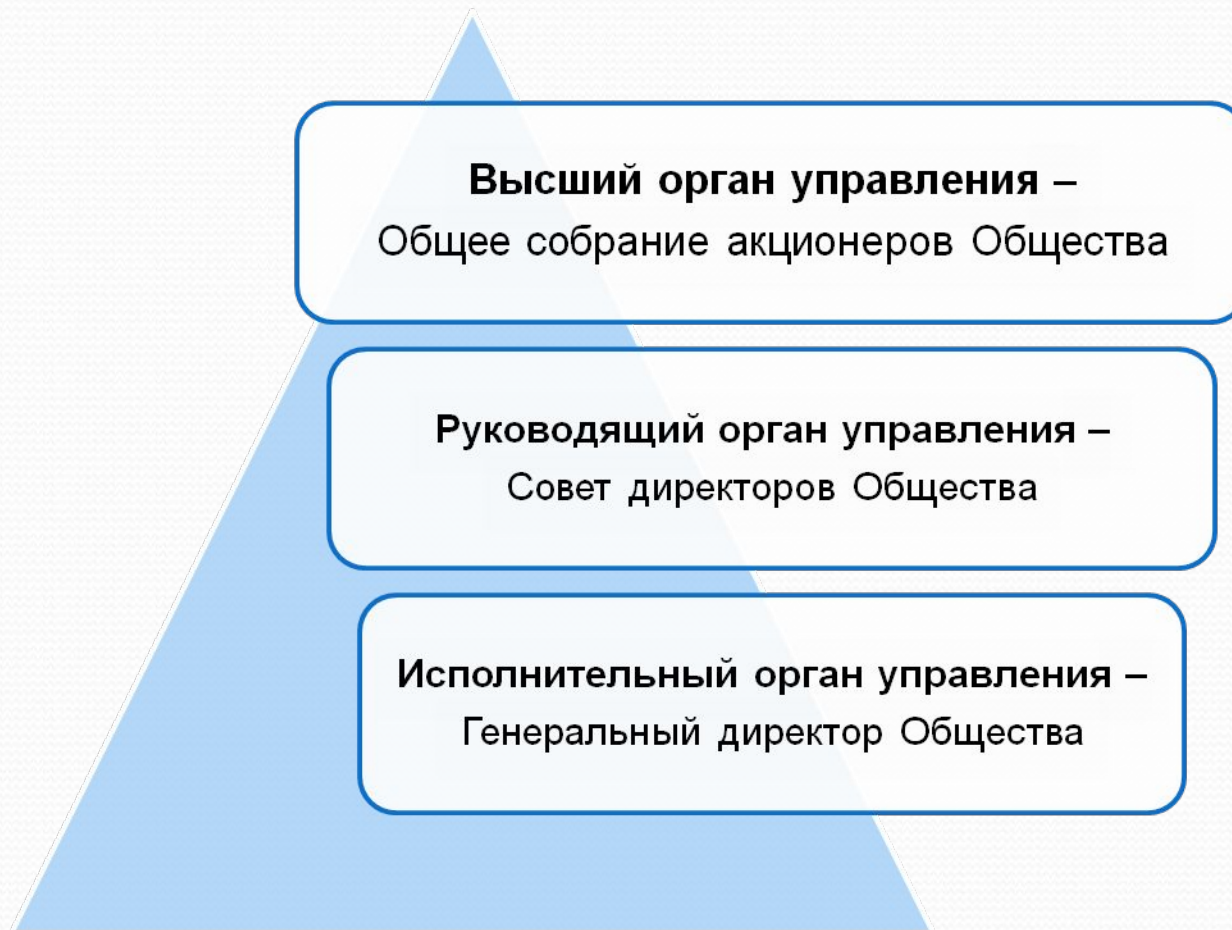 Высший орган управления –
Общее собрание акционеров Общества
Руководящий орган управления –
Совет директоров Общества
Исполнительный орган управления –
Генеральный директор Общества